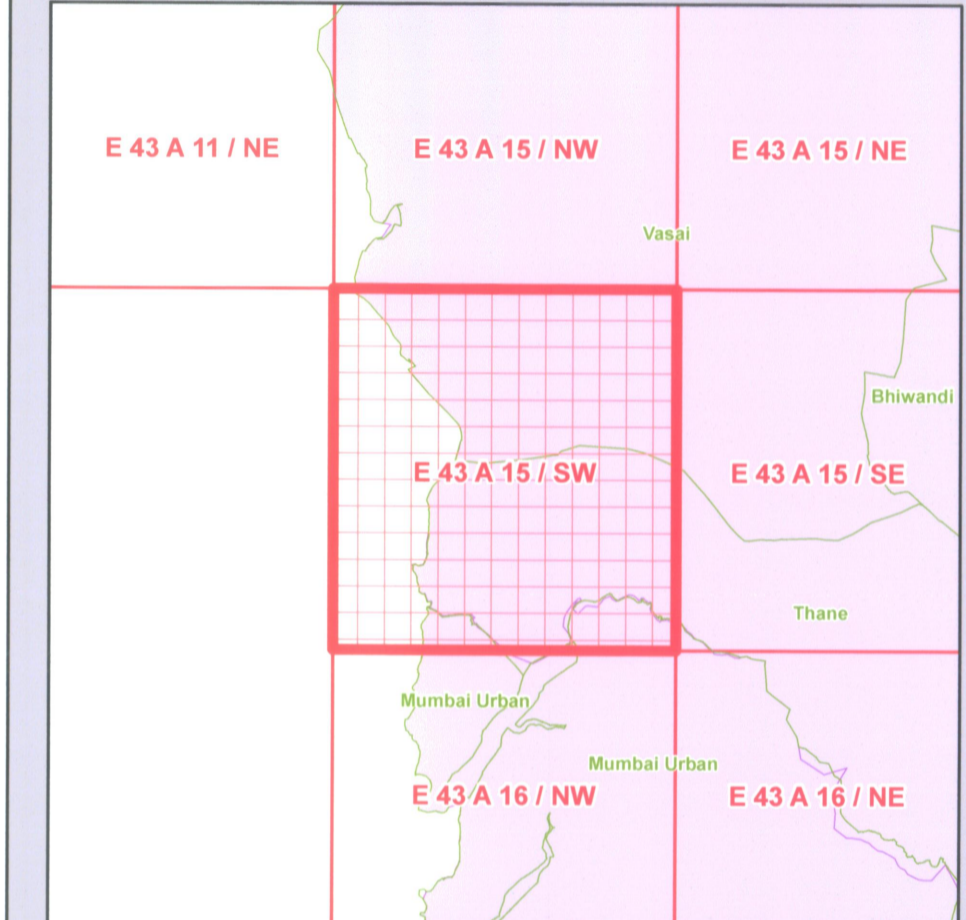 E 43 A 11 / NE
E 43 A 15 / NW
E 43 A 15 / NE
Vasai
Bhiwandi
E 43 A 15 / SW
E 43 A 15 / SE
Thane
Mumbai Urban
Mumbai Urban
E 43 A 16 / NW
E 43 A 16 / NE